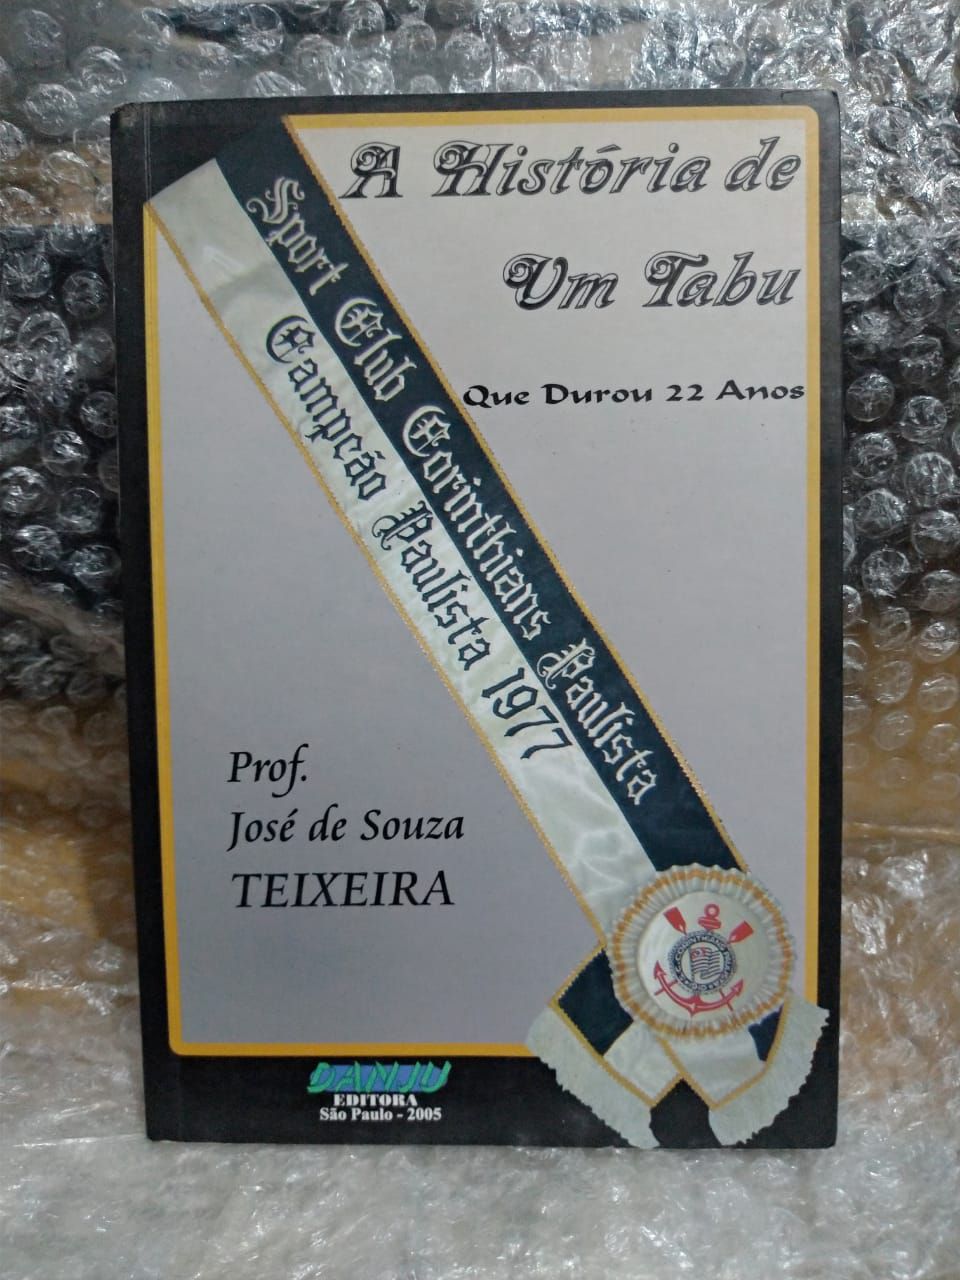 A História de
Um Tabu
Que Durou 22 Anos
Sport Club Corinthians Paulista
Campeão Paulista 1977
Prof.
José de Souza
TEIXEIRA
DANJU
EDITORA
São Paulo - 2005